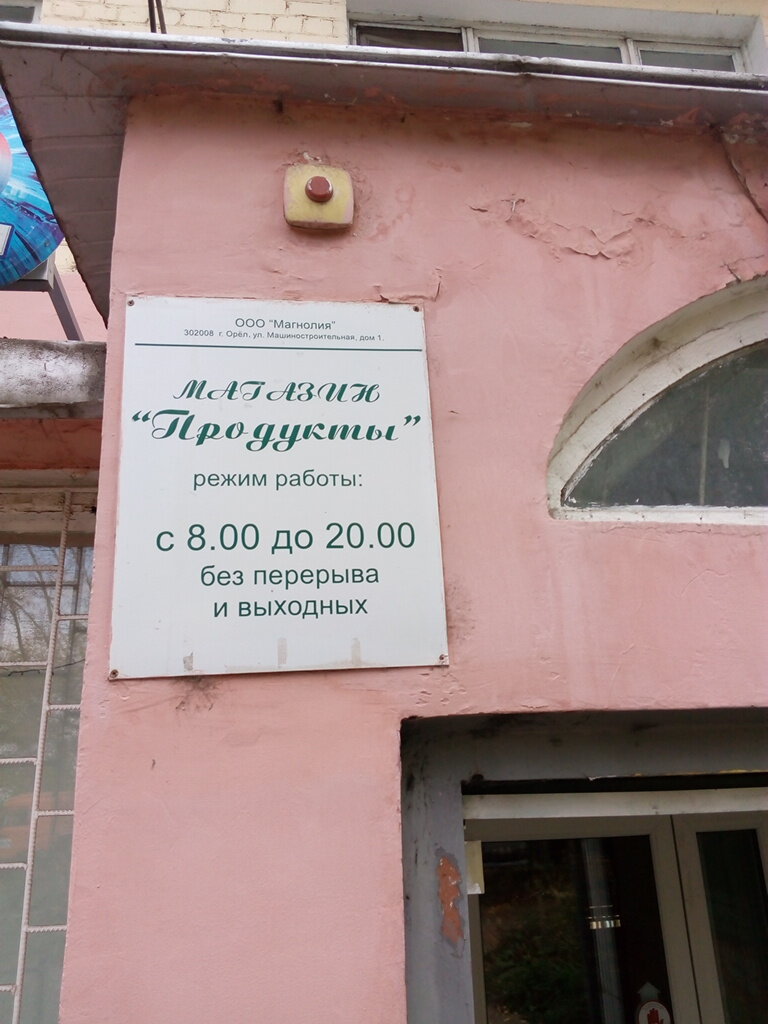 ООО "Магнолия"
302008 г. Орёл, ул. Машиностроительная, дом 1.
МАГАЗИН
"Продукты"
режим работы:
с 8.00 до 20.00
без перерыва
и выходных